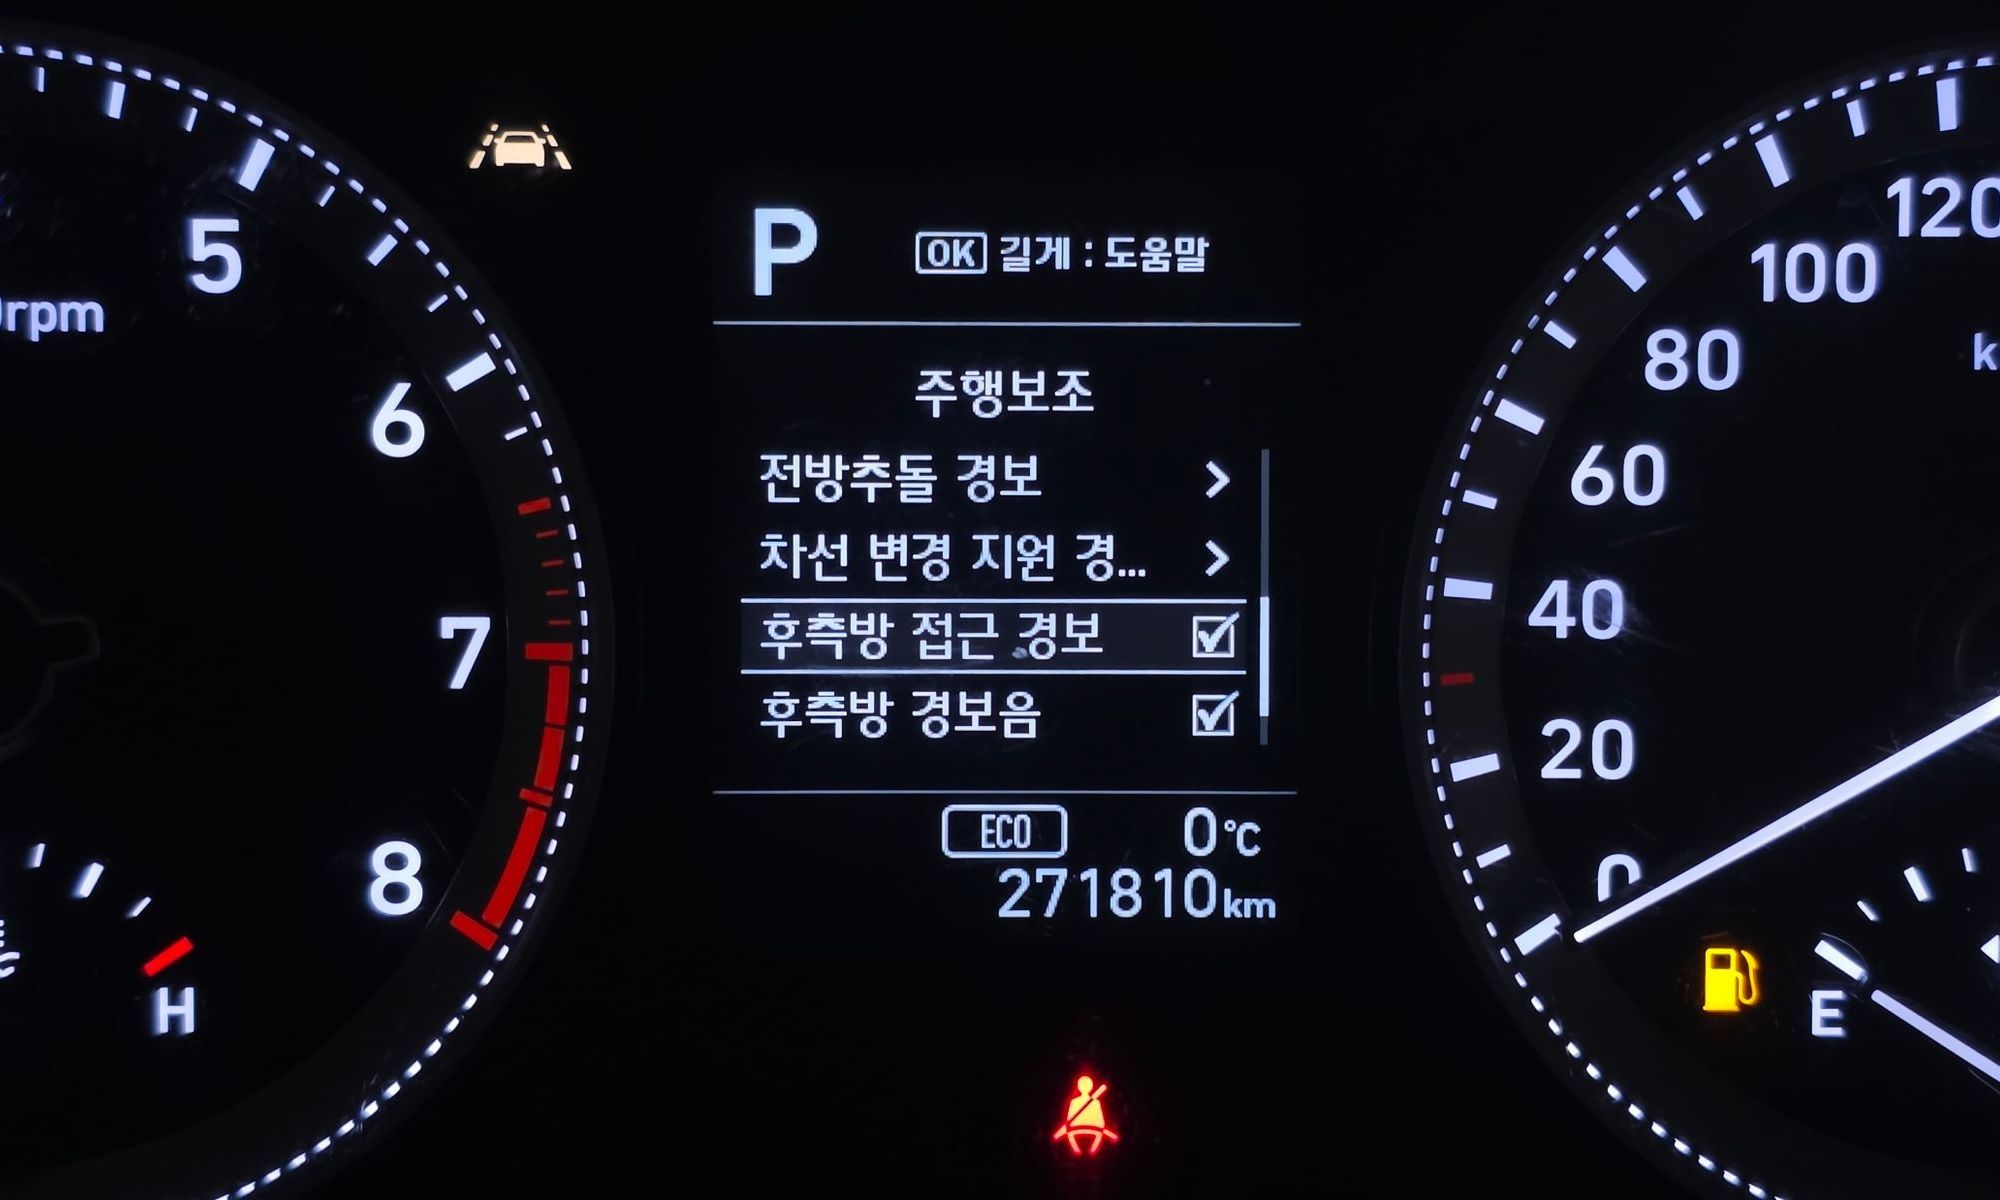 5
6
7
8
rpm
H
P
OK 길게 : 도움말
주행보조
전방추돌 경보
차선 변경 지원 경...
후측방 접근 경보
후측방 경보음
ECO 0°C
271810km
120
100
80
60
40
20
0
E